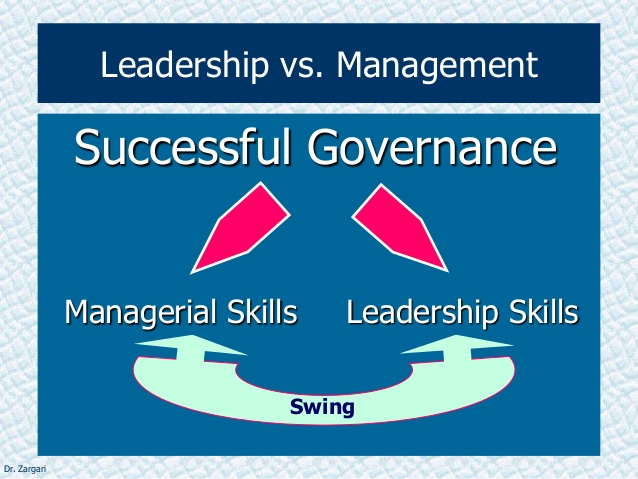 Leadership vs. Management
Successful Governance
Managerial Skills
Leadership Skills
Swing
Dr. Zargari